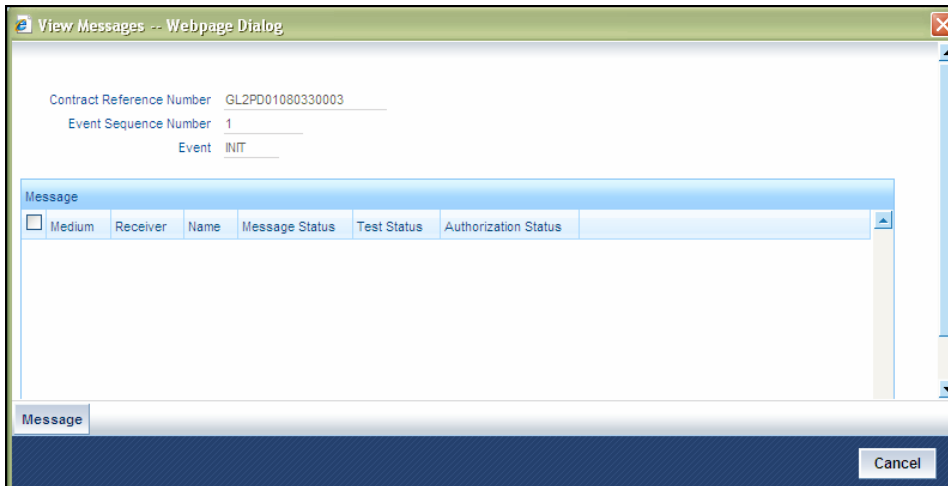 View Messages -- Webpage Dialog
Contract Reference Number GL2PD01080330003
Event Sequence Number 1
Event INIT
Message
Medium Receiver Name Message Status Test Status Authorization Status
Message
Cancel